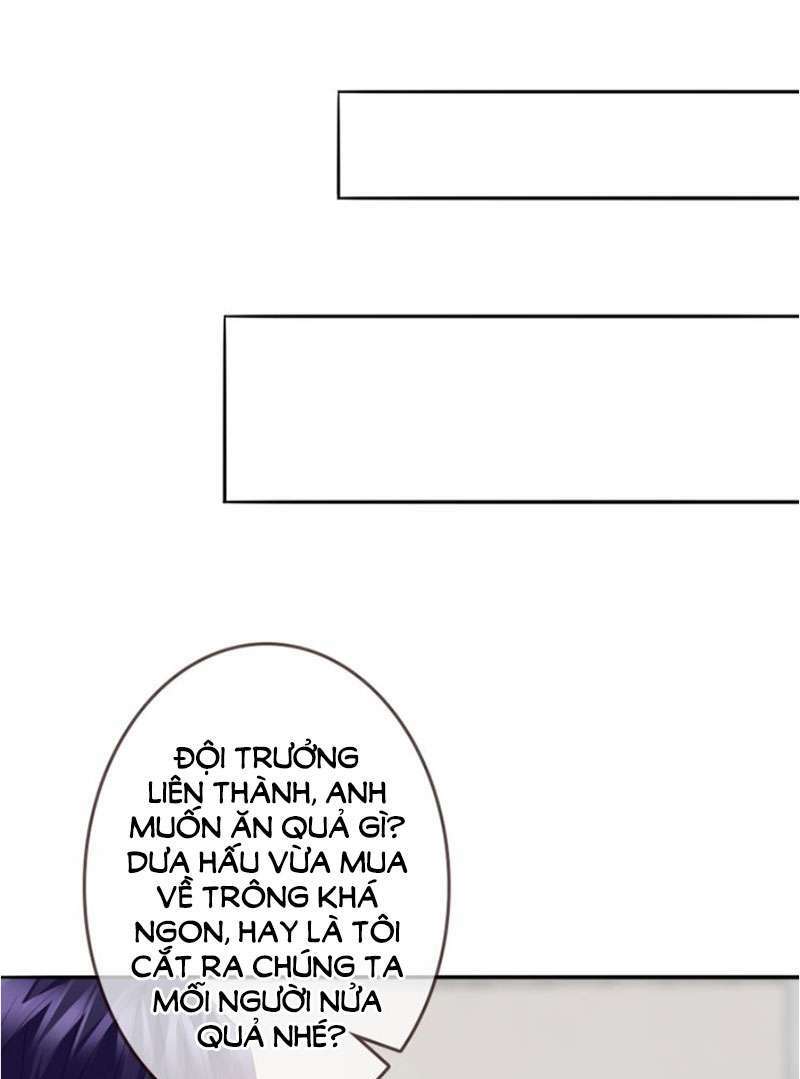 ĐỘI TRƯỞNG
LIÊN THÀNH, ANH
MUỐN ĂN QUẢ GÌ?
DƯA HẤU VỪA MUA
VỀ TRÔNG KHÁ
NGON, HAY LÀ TÔI
CẮT RA CHÚNG TA
MỖI NGƯỜI NỬA
QUẢ NHÉ?